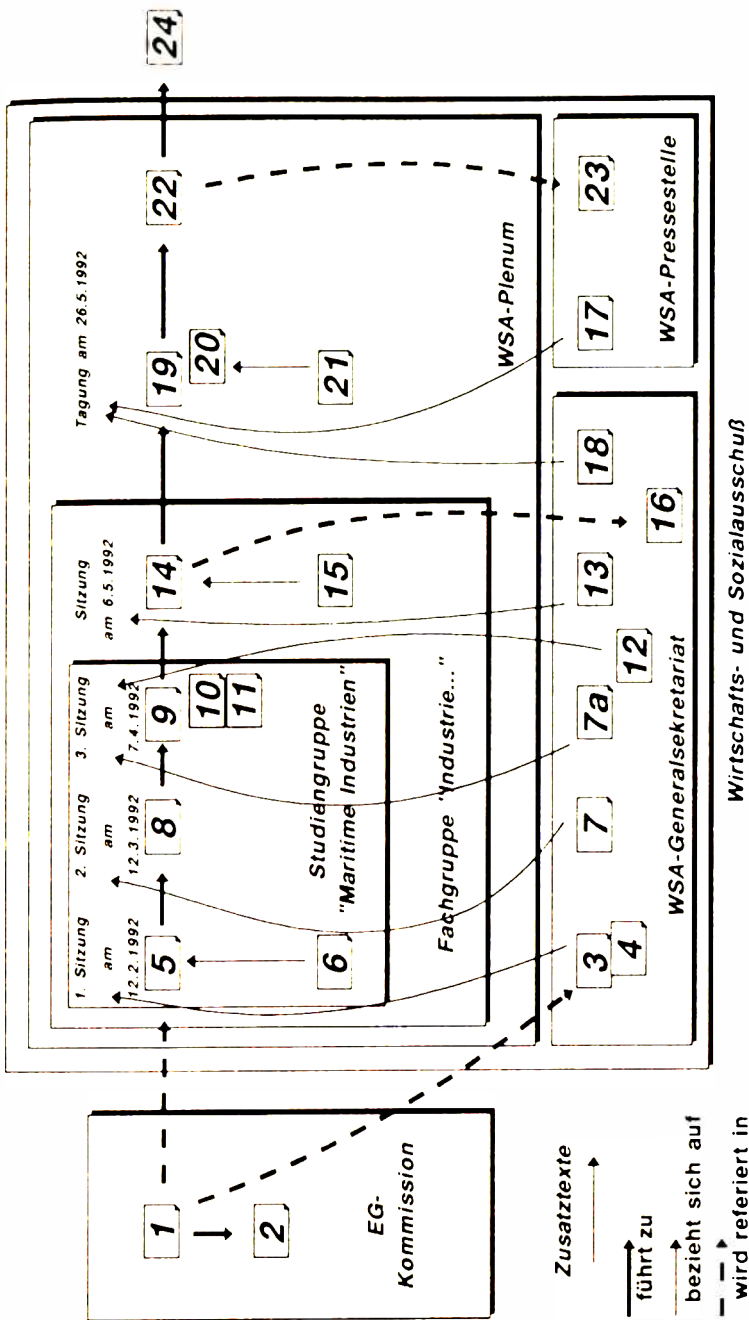 1
2
EG-
Kommission
1. Sitzung
am
12.2.1992
2. Sitzung
am
12.3.1992
3. Sitzung
am
7.4.1992
Sitzung
am 6.5.1992
Tagung am 26.5.1992
5
8
9
14
19
22
24
10
11
20
6
15
21
Studiengruppe
"Maritime Industrien"
Fachgruppe "Industrie..."
WSA-Plenum
3
4
7
7a
12
13
16
18
17
23
WSA-Generalsekretariat
WSA-Pressestelle
Wirtschafts- und Sozialausschuß
Zusatztexte
führt zu
bezieht sich auf
wird referiert in